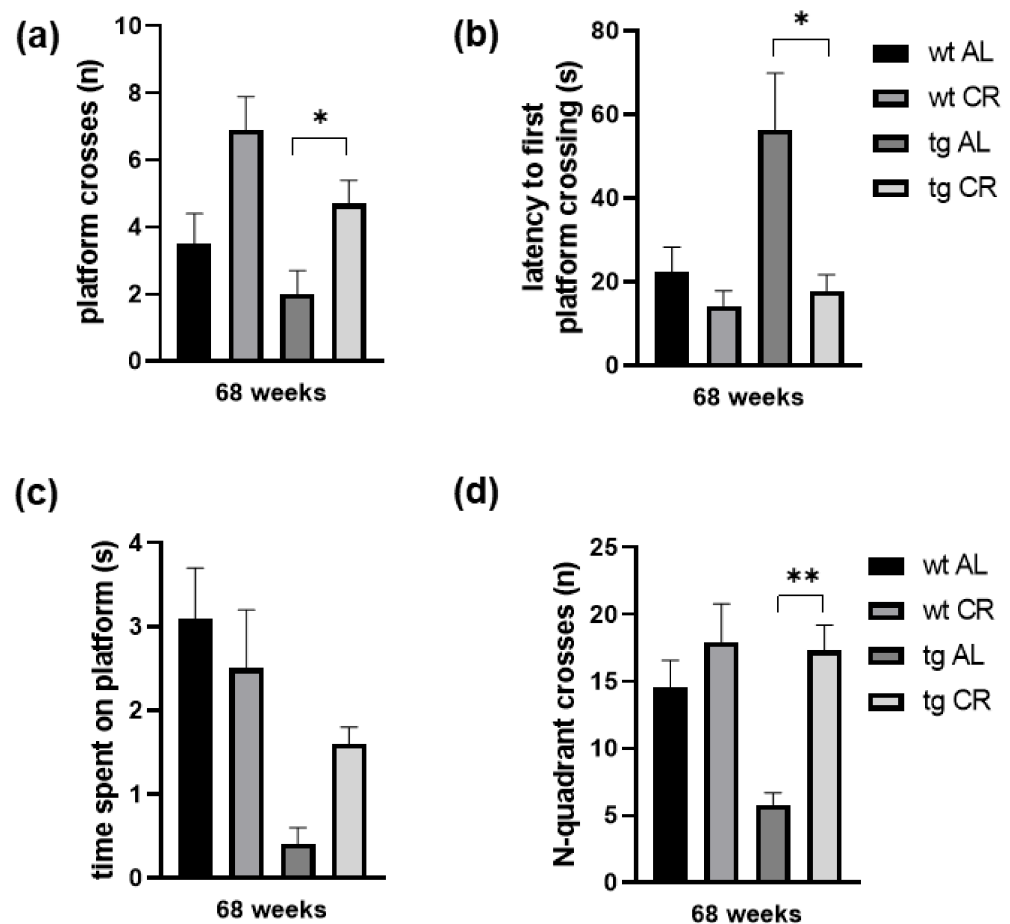 (a)
platform crosses (n)
10
8
6
4
2
0
*
68 weeks
(b)
latency to first
platform crossing (s)
80
60
40
20
0
*
68 weeks
wt AL
wt CR
tg AL
tg CR
(c)
time spent on platform (s)
4
3
2
1
0
68 weeks
(d)
N-quadrant crosses (n)
25
20
15
10
5
0
**
68 weeks
wt AL
wt CR
tg AL
tg CR